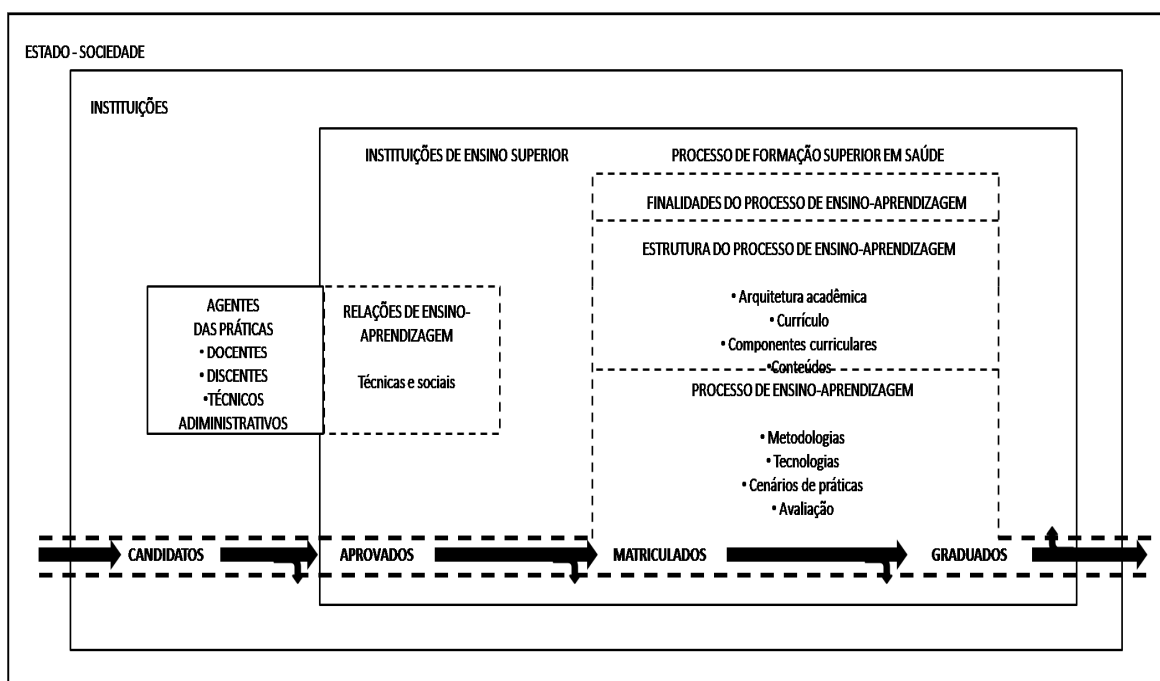 ESTADO - SOCIEDADE
INSTITUIÇÕES
INSTITUIÇÕES DE ENSINO SUPERIOR
PROCESSO DE FORMAÇÃO SUPERIOR EM SAÚDE
FINALIDADES DO PROCESSO DE ENSINO-APRENDIZAGEM
ESTRUTURA DO PROCESSO DE ENSINO-APRENDIZAGEM
• Arquitetura acadêmica
• Currículo
• Componentes curriculares
• Conteúdos
AGENTES
DAS PRÁTICAS
• DOCENTES
• DISCENTES
• TÉCNICOS
ADIMINISTRATIVOS
RELAÇÕES DE ENSINO-
APRENDIZAGEM
Técnicas e sociais
PROCESSO DE ENSINO-APRENDIZAGEM
• Metodologias
• Tecnologias
• Cenários de práticas
• Avaliação
CANDIDATOS
APROVADOS
MATRICULADOS
GRADUADOS